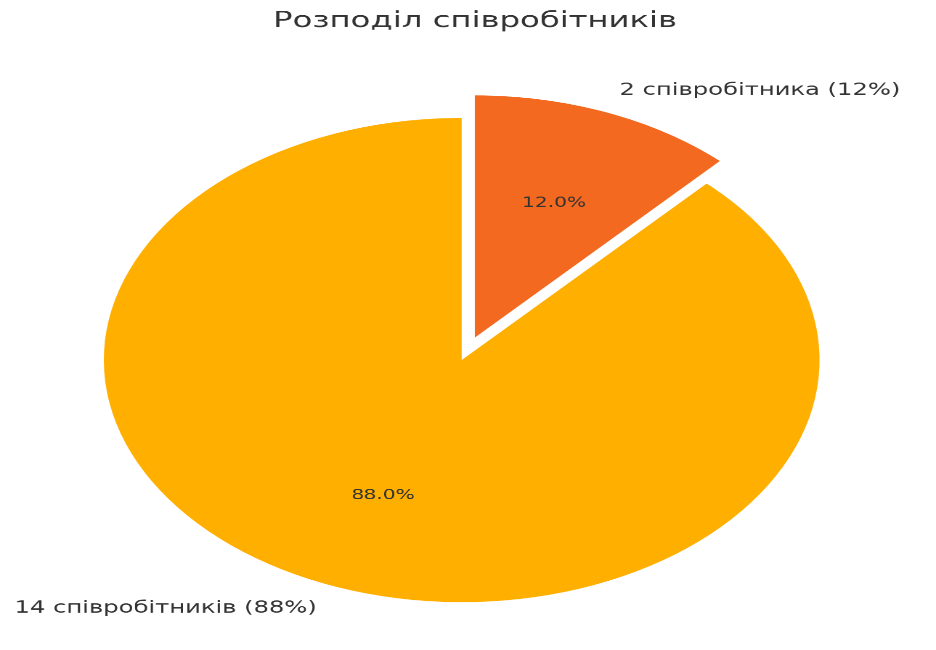 Розподіл співробітників
2 співробітника (12%)
12.0%
88.0%
14 співробітників (88%)